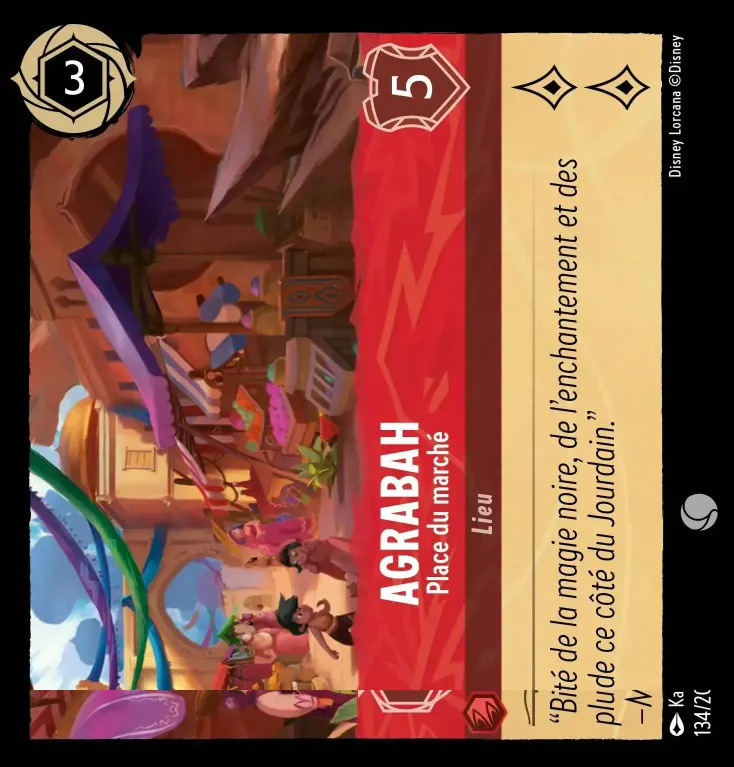 3
5
AGRABAH
Place du marché
Lieu
“Bité de la magie noire, de l’enchantement et des
plude ce côté du Jourdain.”
–N
Ka
134/20
Disney Lorcana ©Disney